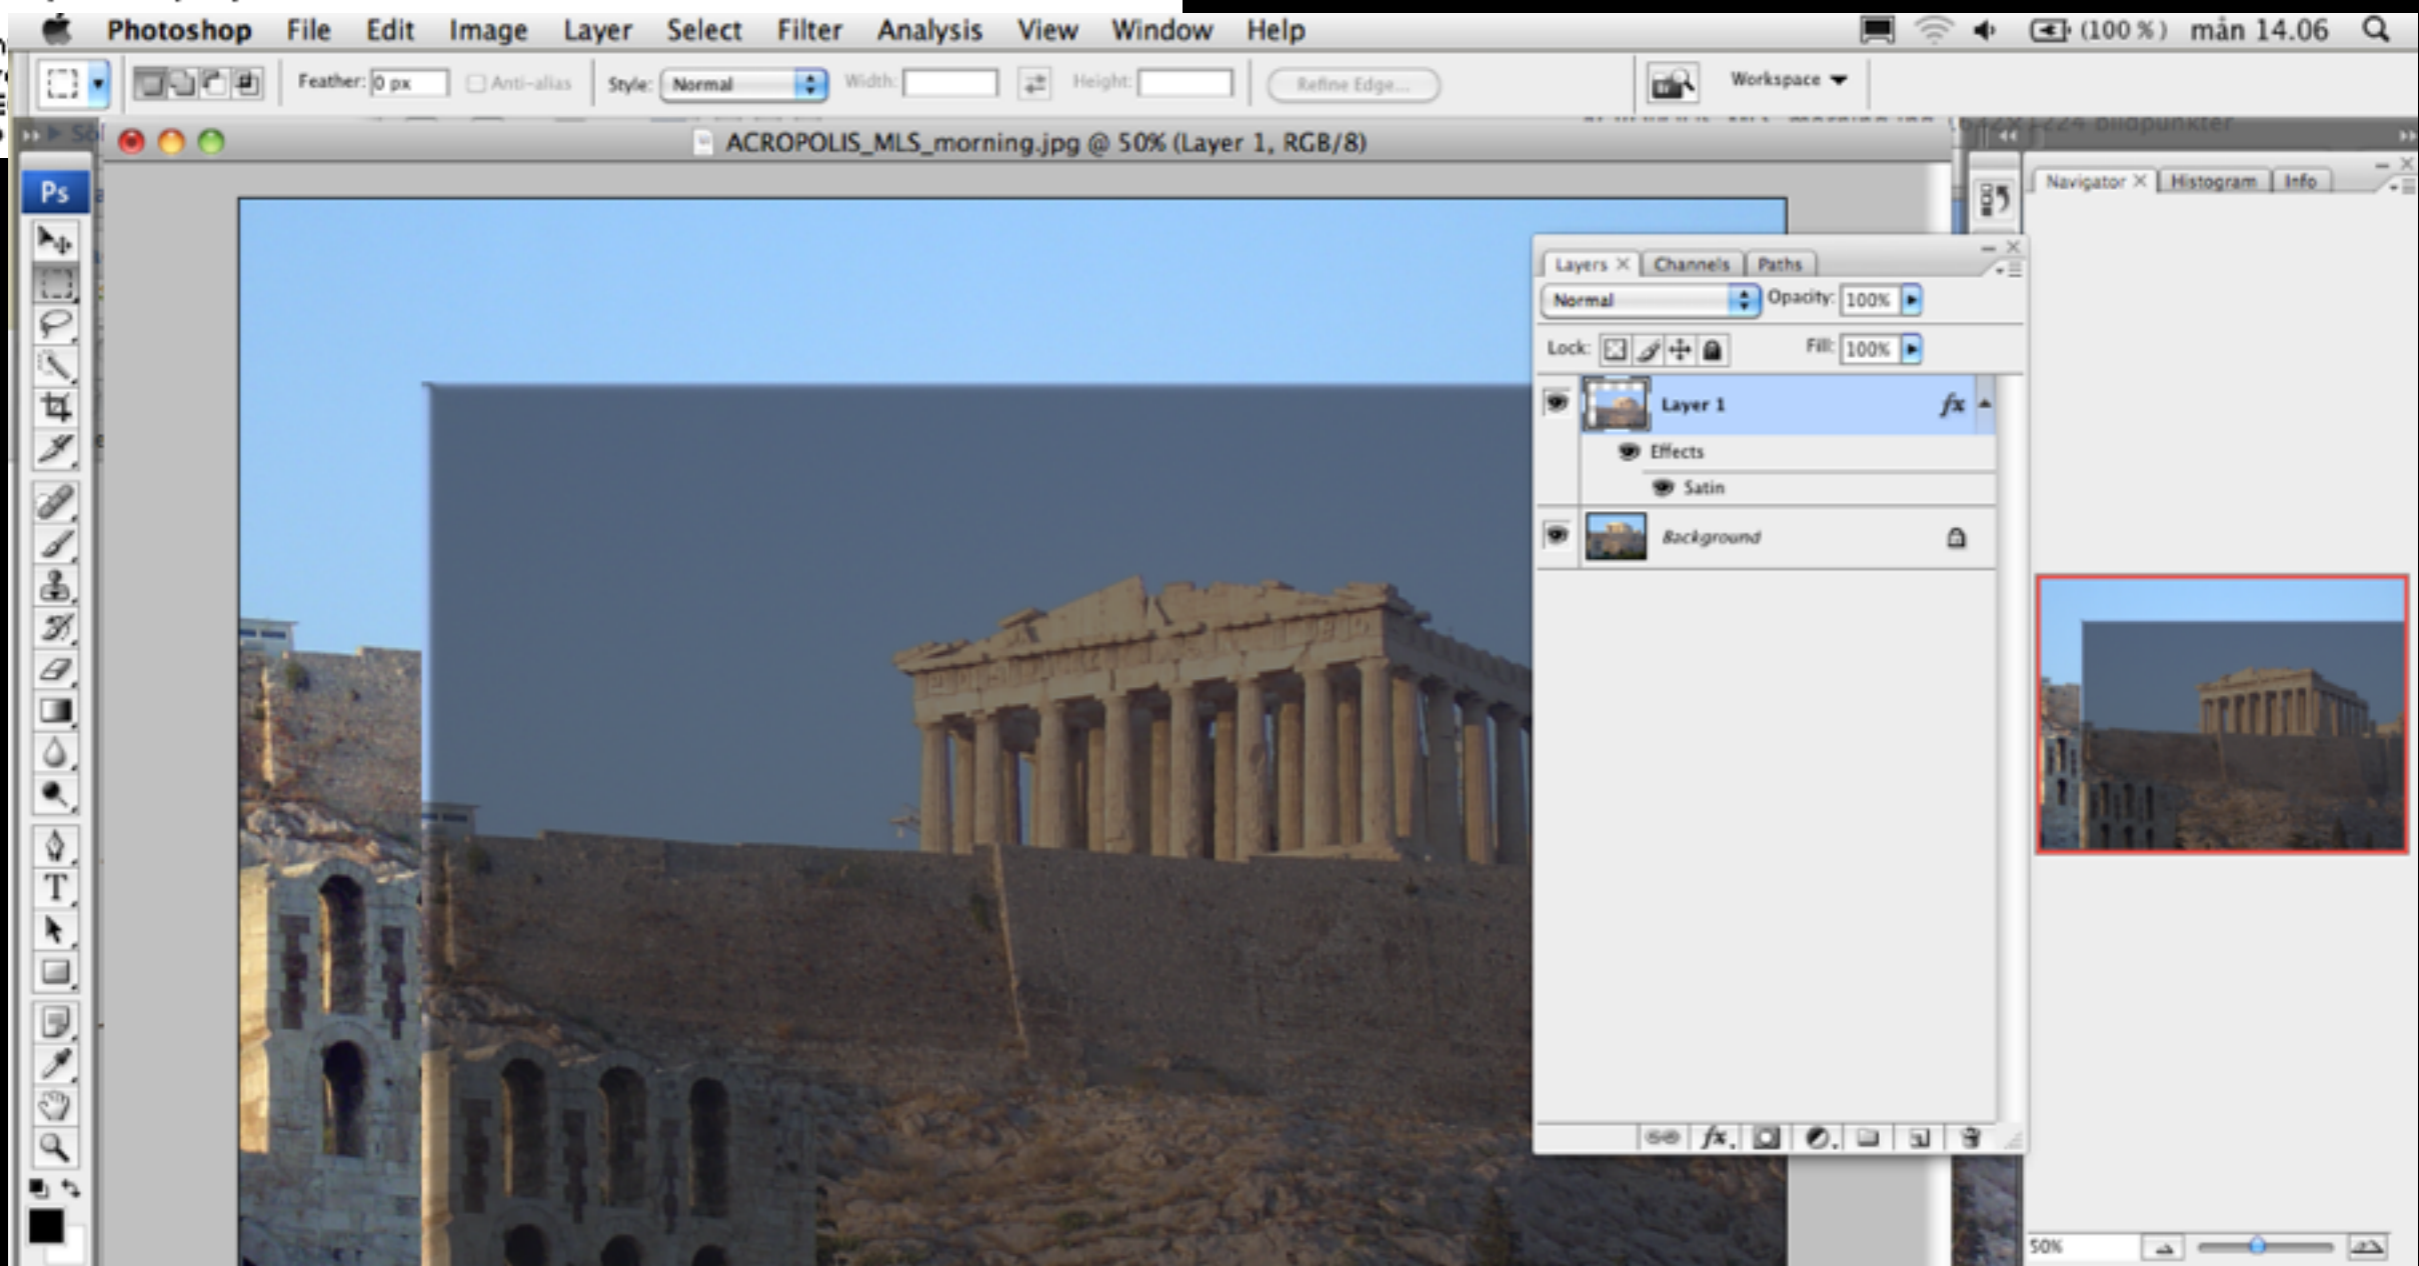 Photoshop File Edit Image Layer Select Filter Analysis View Window Help (100 %) mån 14.06
Feather: 0 px Anti-alias Style: Normal Width: Height: Refine Edge... Workspace
ACROPOLIS_MLS_morning.jpg @ 50% (Layer 1, RGB/8)
bildpunkter
Ps
Navigator Histogram Info
Layers Channels Paths
Normal Opacity: 100%
Lock: Fill: 100%
Layer 1 fx
Effects
Satin
Background
fx
T
50%